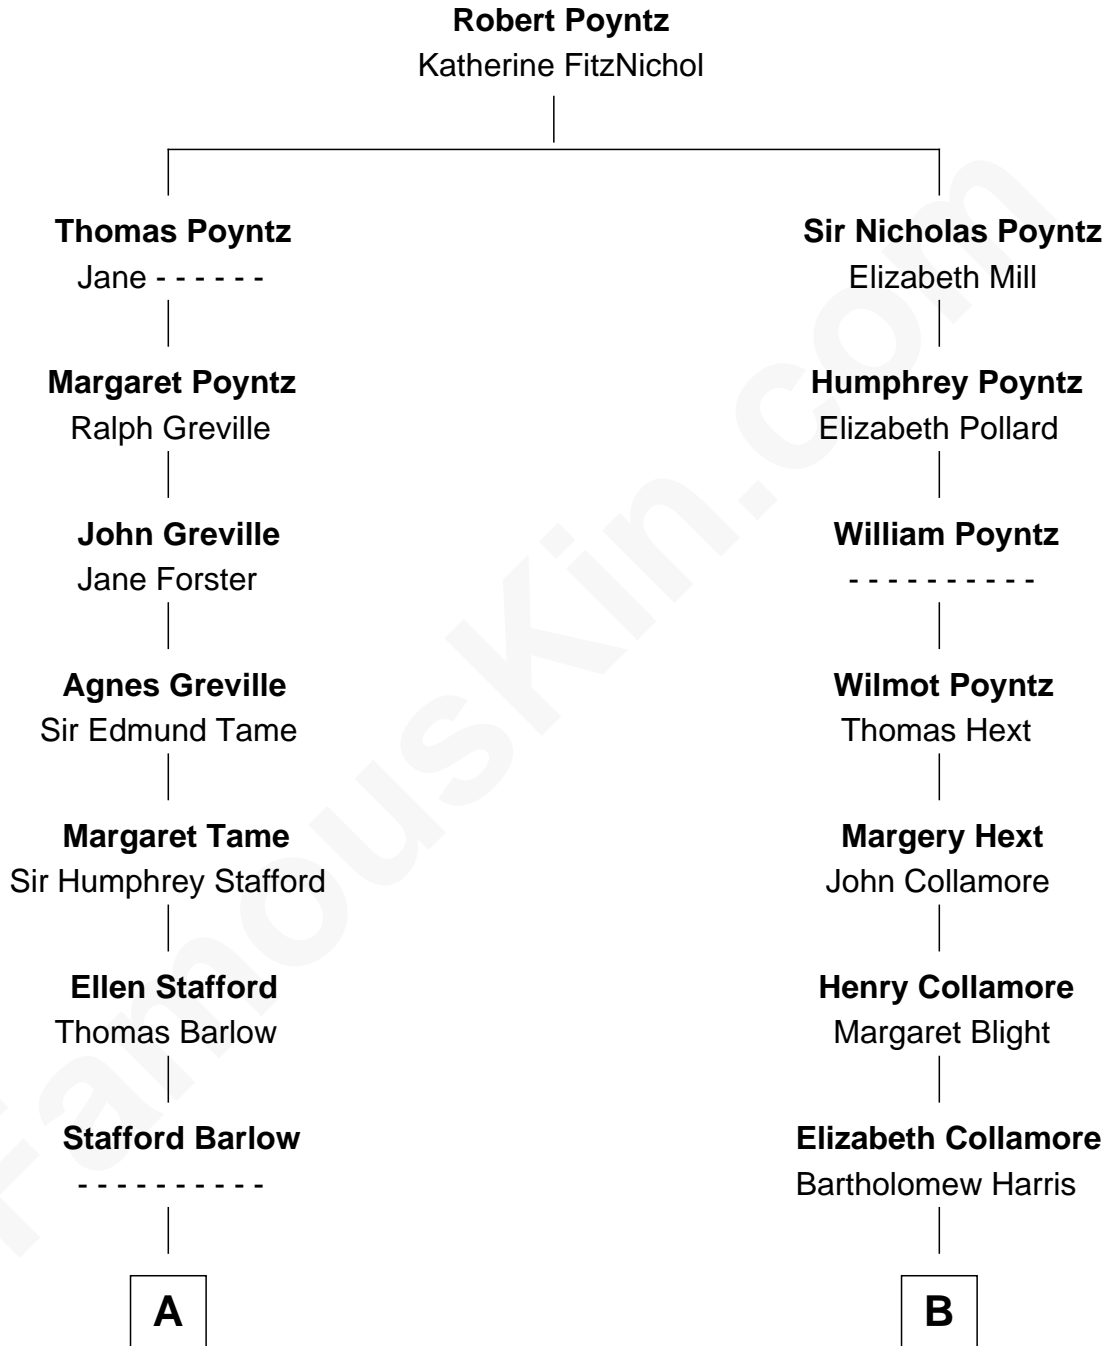 Robert Poyntz
Katherine FitzNichol
Thomas Poyntz
Jane - - - - - -
Sir Nicholas Poyntz
Elizabeth Mill
Margaret Poyntz
Ralph Greville
Humphrey Poyntz
Elizabeth Pollard
John Greville
Jane Forster
William Poyntz
- - - - - - - - - -
Agnes Greville
Sir Edmund Tame
Wilmot Poyntz
Thomas Hext
Margaret Tame
Sir Humphrey Stafford
Margery Hext
John Collamore
Ellen Stafford
Thomas Barlow
Henry Collamore
Margaret Blight
Stafford Barlow
- - - - - - - - - -
Elizabeth Collamore
Bartholomew Harris
A
B
FamousKin.com